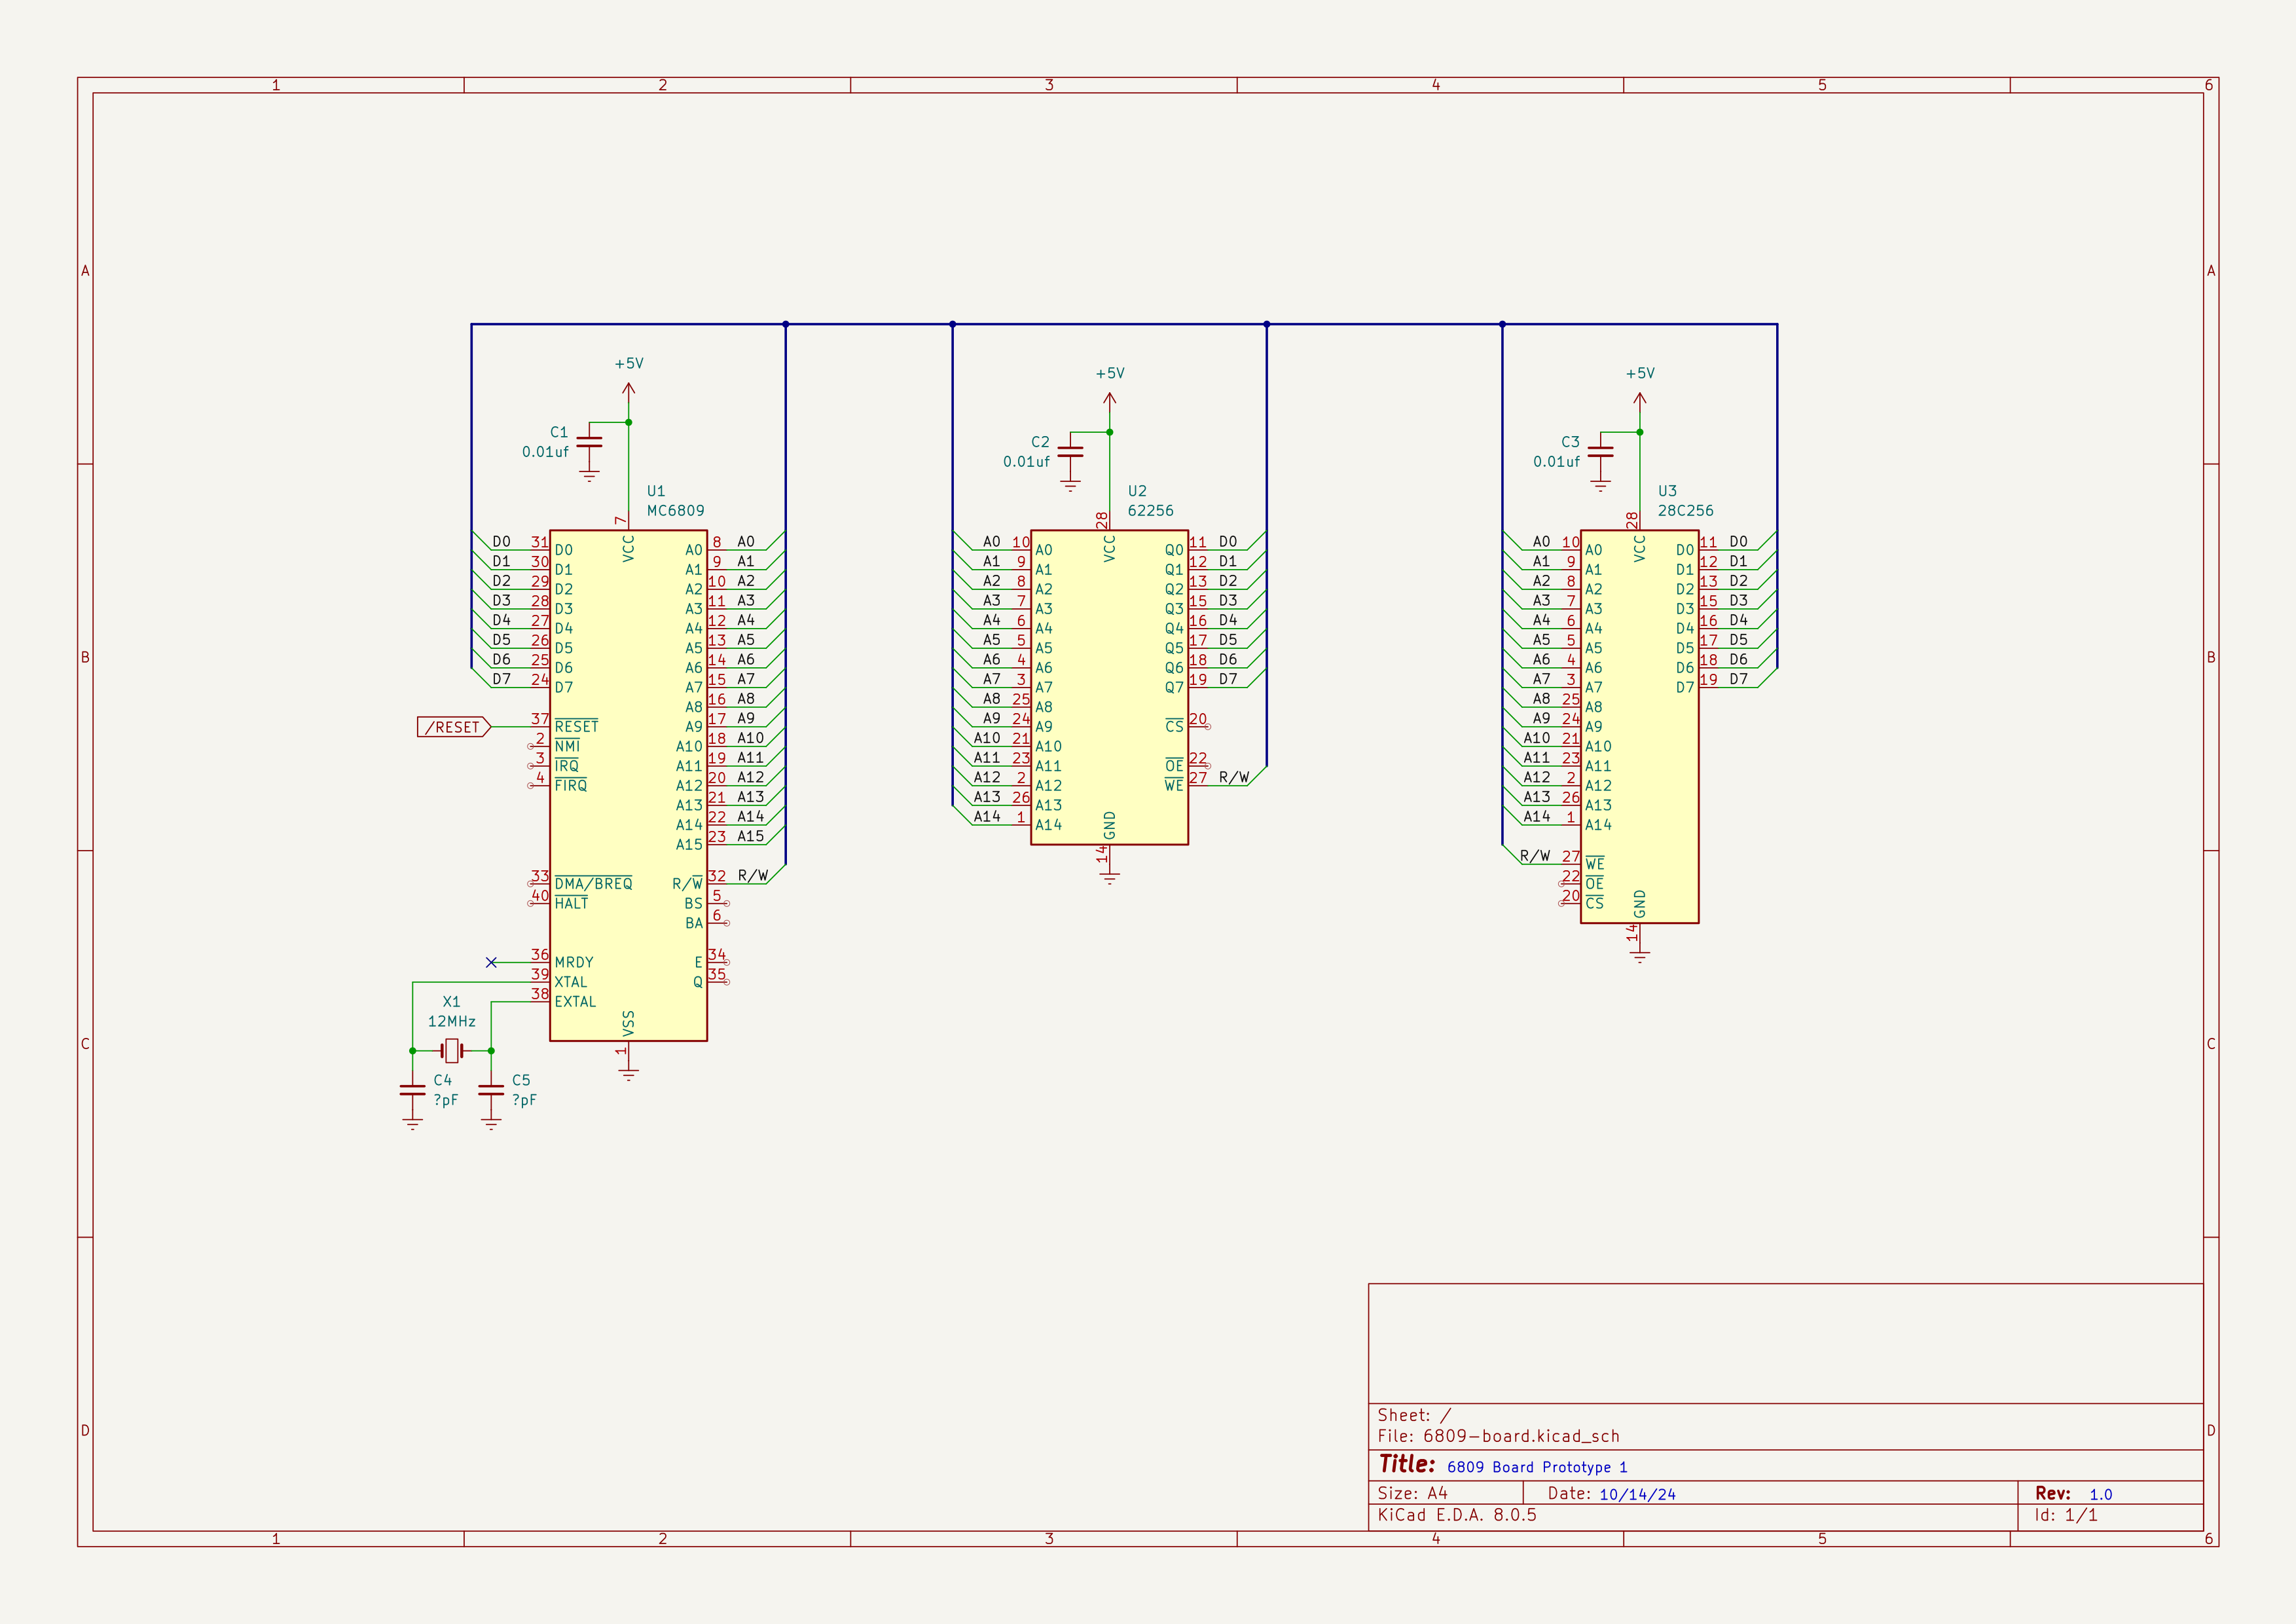 1 2 3 4 5 6
A A
B B
C C
D D
+5V
C1
0.01uf
U1
MC6809
7
VCC
D0 31 D0
D1 30 D1
D2 29 D2
D3 28 D3
D4 27 D4
D5 26 D5
D6 25 D6
D7 24 D7
/RESET 37 RESET
2 NMI
3 IRQ
4 FIRQ
33 DMA/BREQ
40 HALT
36 MRDY
39 XTAL
38 EXTAL
A0 8 A0
A1 9 A1
A2 10 A2
A3 11 A3
A4 12 A4
A5 13 A5
A6 14 A6
A7 15 A7
A8 16 A8
A9 17 A9
A10 18 A10
A11 19 A11
A12 20 A12
A13 21 A13
A14 22 A14
A15 23 A15
R/W 32 R/W
BS 5
BA 6
E 34
Q 35
VSS
1
X1
12MHz
C4
?pF
C5
?pF
+5V
C2
0.01uf
U2
62256
28
VCC
A0 10 A0
A1 9 A1
A2 8 A2
A3 7 A3
A4 6 A4
A5 5 A5
A6 4 A6
A7 3 A7
A8 25 A8
A9 24 A9
A10 21 A10
A11 23 A11
A12 2 A12
A13 26 A13
A14 1 A14
Q0 11 D0
Q1 12 D1
Q2 13 D2
Q3 15 D3
Q4 16 D4
Q5 17 D5
Q6 18 D6
Q7 19 D7
CS 20
OE 22
WE 27 R/W
GND
14
+5V
C3
0.01uf
U3
28C256
28
VCC
A0 10 A0
A1 9 A1
A2 8 A2
A3 7 A3
A4 6 A4
A5 5 A5
A6 4 A6
A7 3 A7
A8 25 A8
A9 24 A9
A10 21 A10
A11 23 A11
A12 2 A12
A13 26 A13
A14 1 A14
R/W 27 WE
22 OE
20 CS
D0 11 D0
D1 12 D1
D2 13 D2
D3 15 D3
D4 16 D4
D5 17 D5
D6 18 D6
D7 19 D7
GND
14
Sheet: /
File: 6809-board.kicad_sch
Title: 6809 Board Prototype 1
Size: A4 Date: 10/14/24 Rev: 1.0
KiCad E.D.A. 8.0.5 Id: 1/1
1 2 3 4 5 6